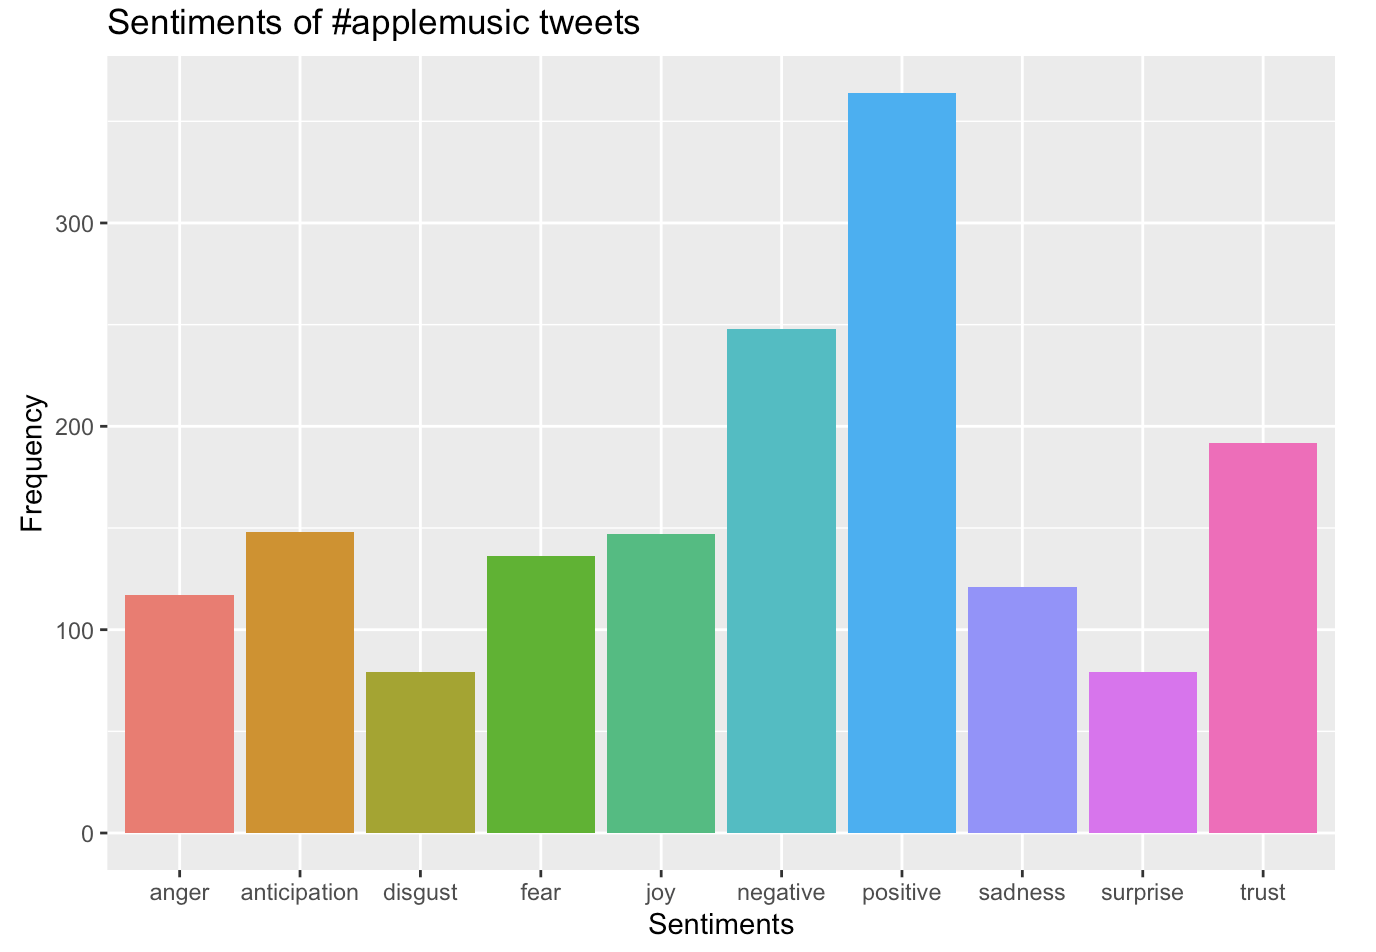 Sentiments of #applemusic tweets
Frequency
300
200
100
0
anger anticipation disgust fear joy negative positive sadness surprise trust
Sentiments